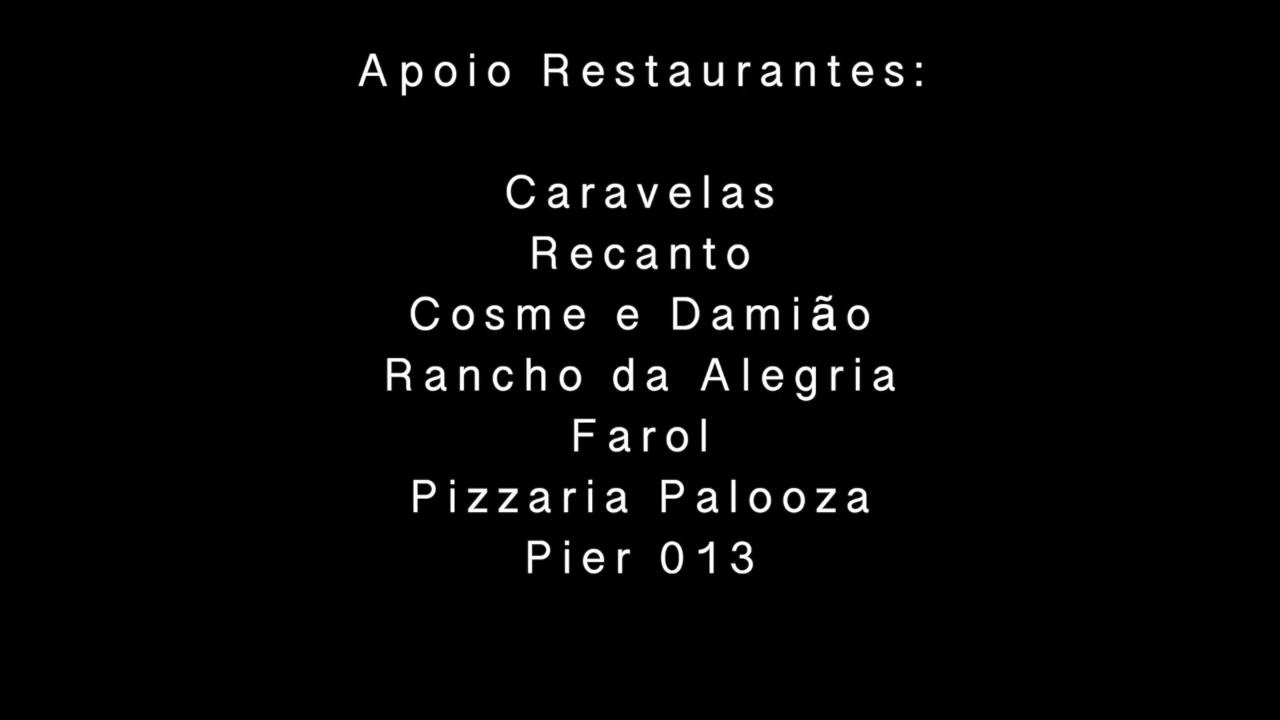 Apoio Restaurantes:
Caravelas
Recanto
Cosme e Damião
Rancho da Alegria
Farol
Pizzaria Palooza
Pier 013